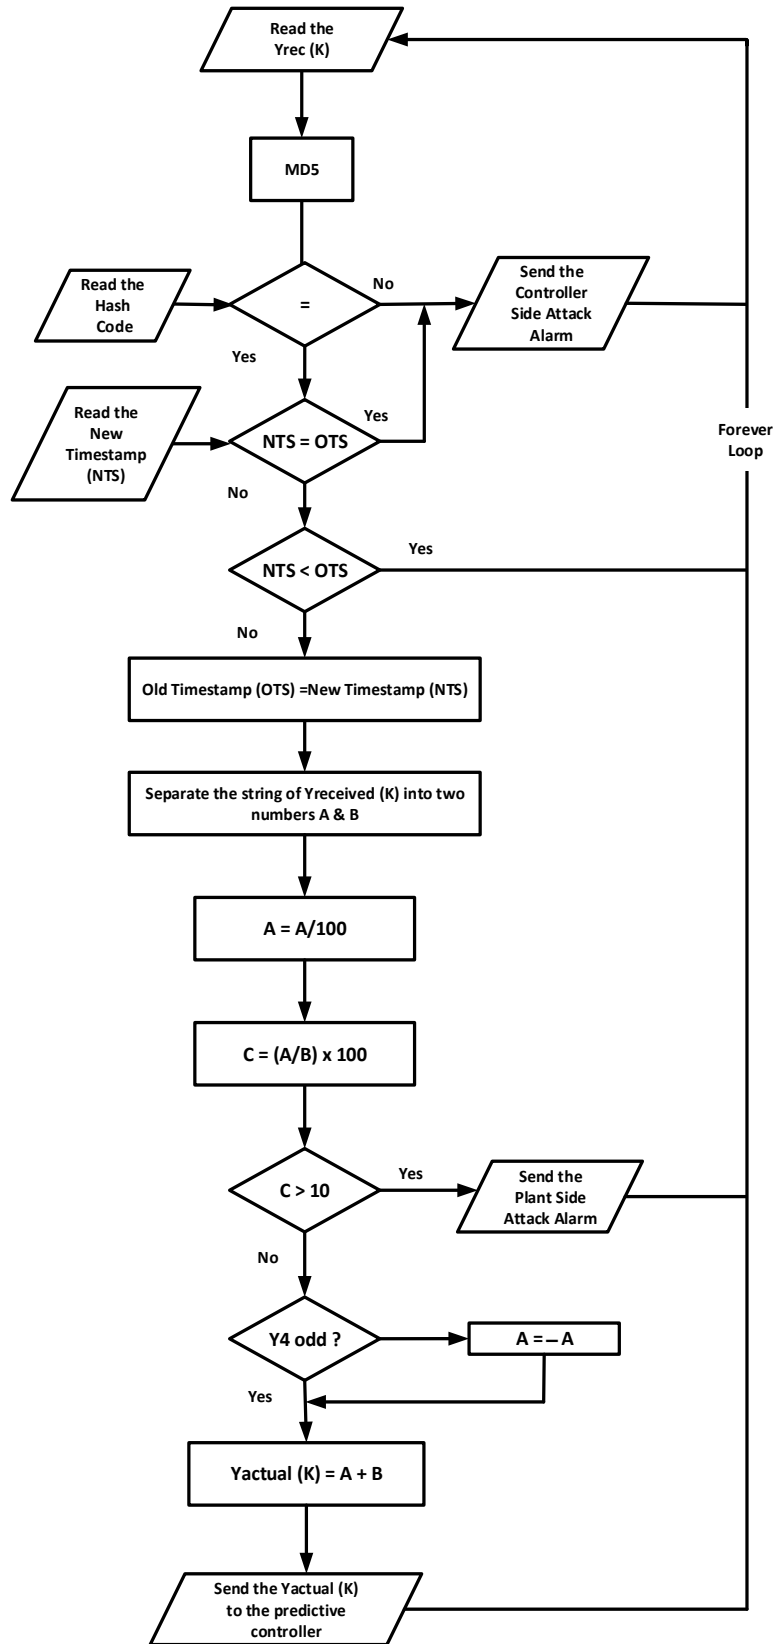 Read the
Yrec (K)
MD5
Read the
Hash
Code
=
No
Send the
Controller
Side Attack
Alarm
Yes
Read the
New
Timestamp
(NTS)
NTS = OTS
Yes
Forever
Loop
No
NTS < OTS
Yes
No
Old Timestamp (OTS) =New Timestamp (NTS)
Separate the string of Yreceived (K) into two
numbers A & B
A = A/100
C = (A/B) x 100
C > 10
Yes
Send the
Plant Side
Attack Alarm
No
Y4 odd ?
A = – A
Yes
Yactual (K) = A + B
Send the Yactual (K)
to the predictive
controller